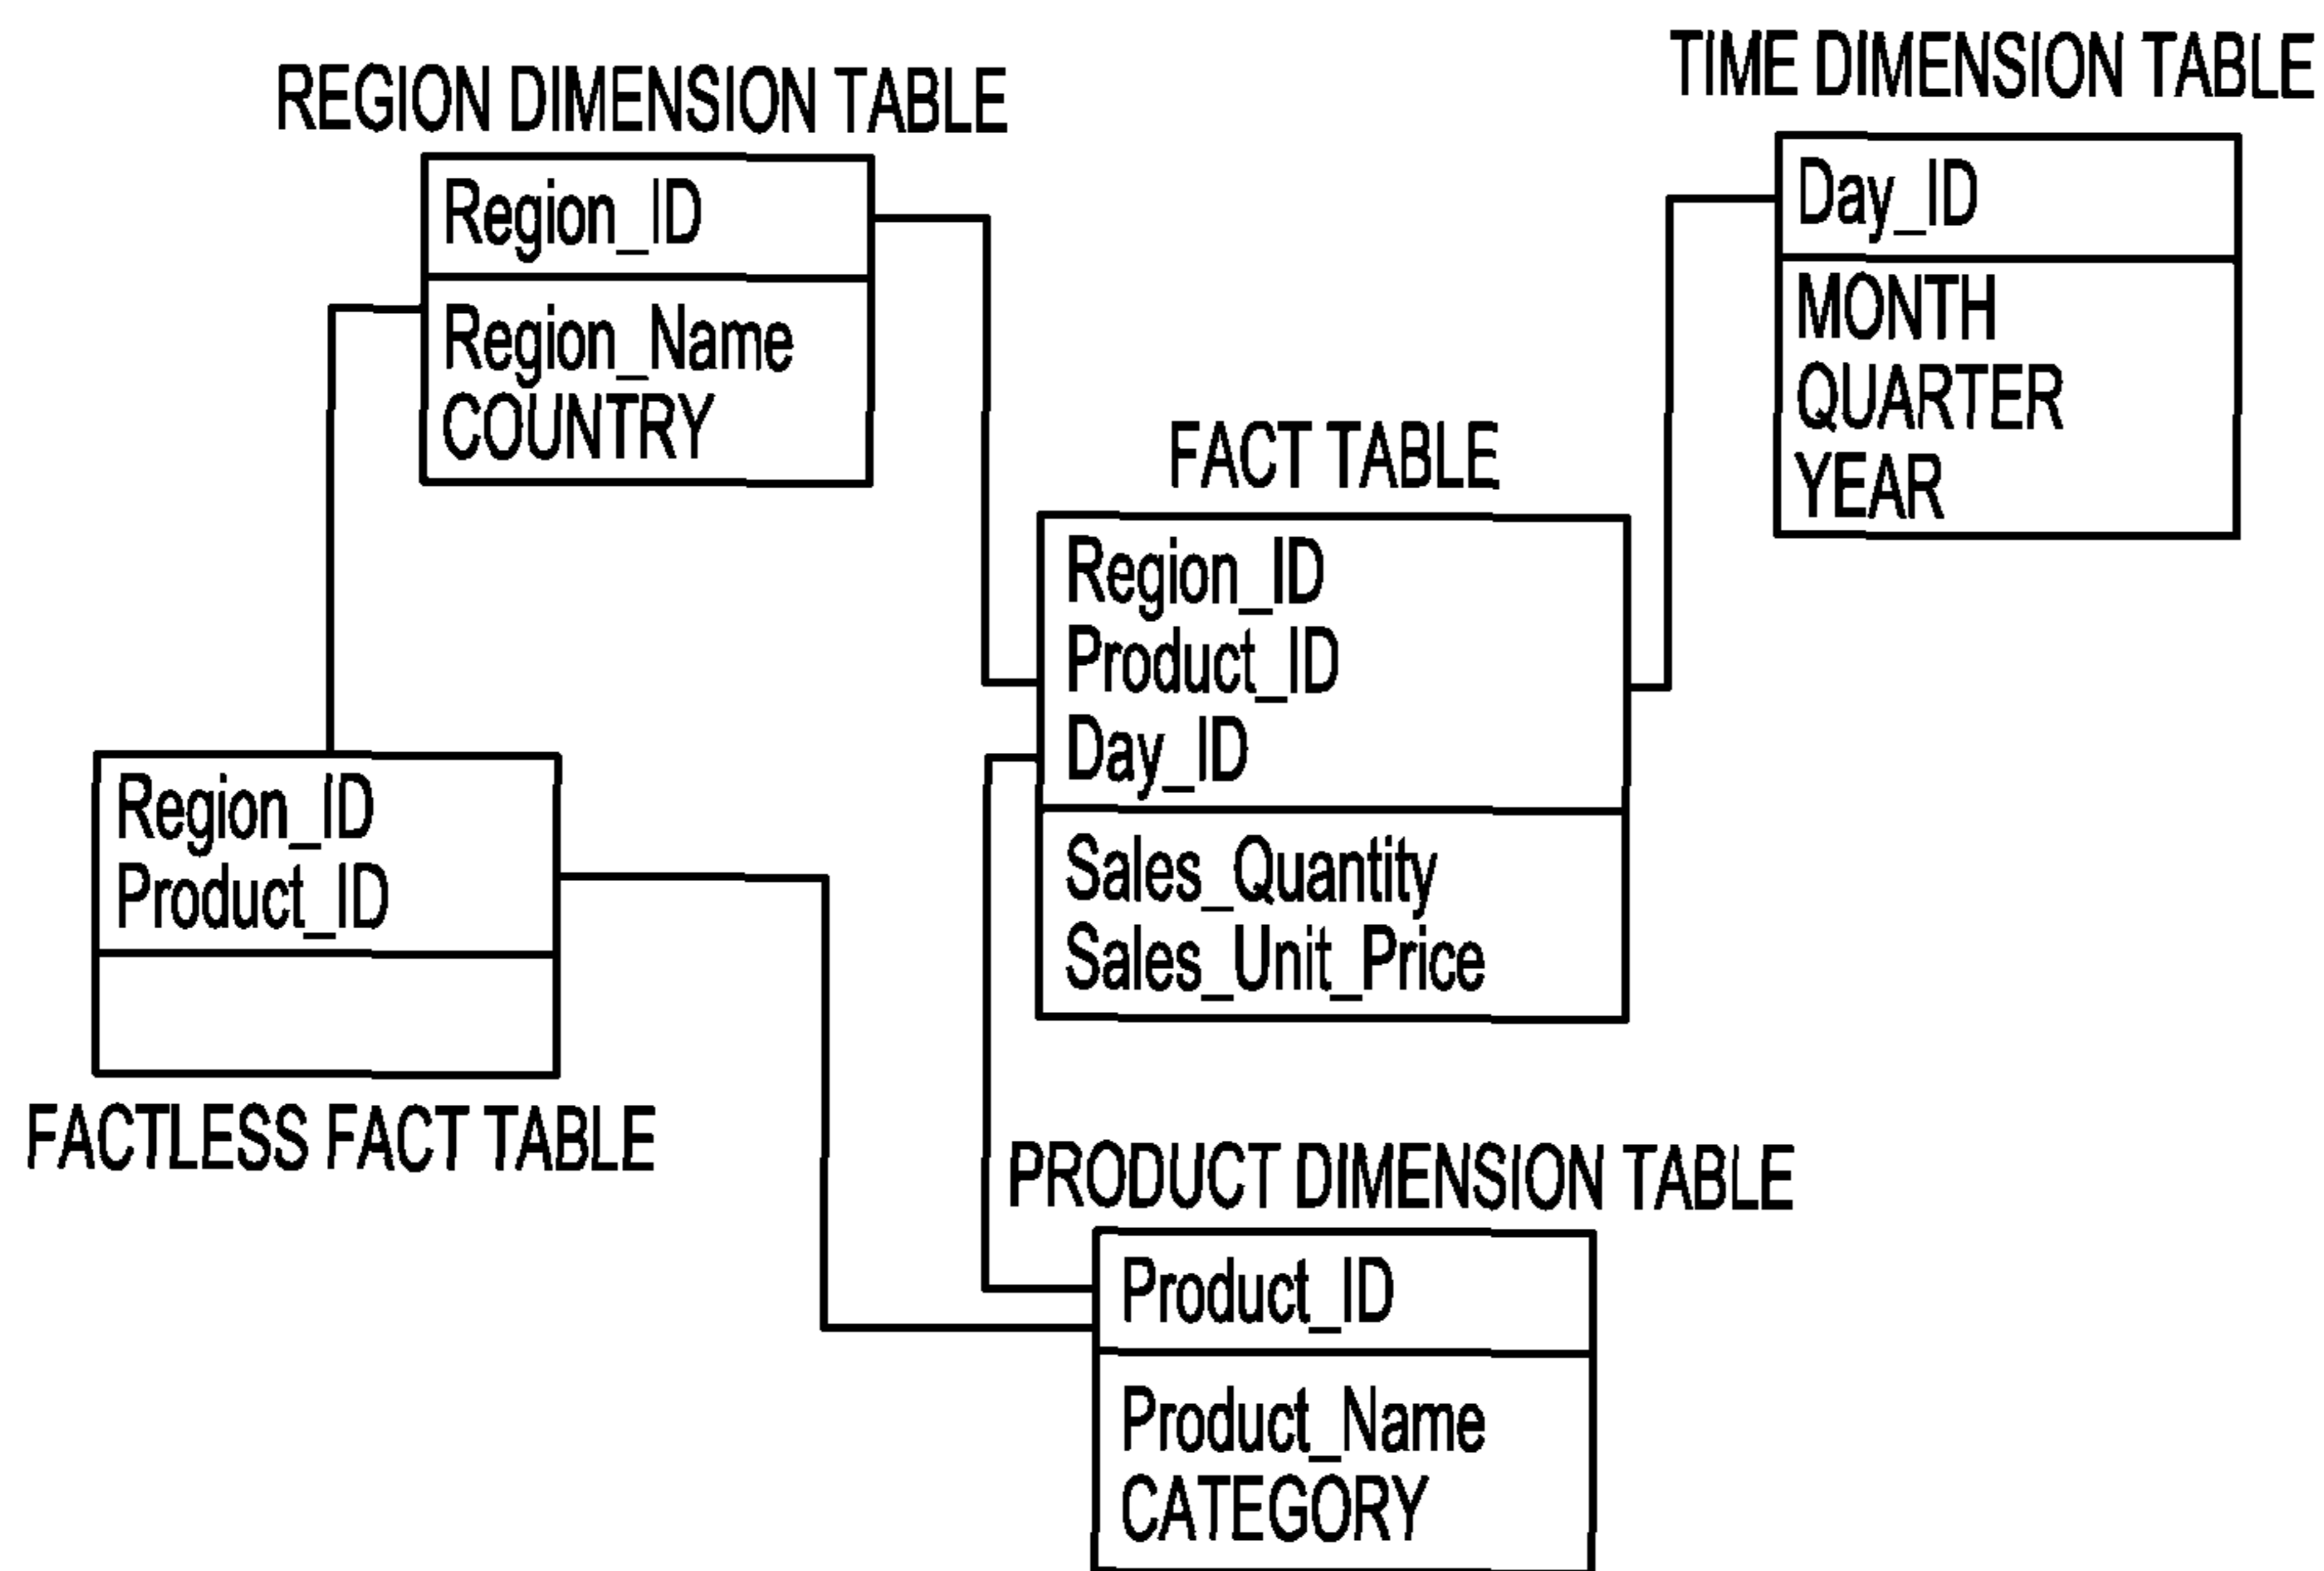 REGION DIMENSION TABLE
Region_ID
Region_Name
COUNTRY
TIME DIMENSION TABLE
Day_ID
MONTH
QUARTER
YEAR
FACT TABLE
Region_ID
Product_ID
Day_ID
Sales_Quantity
Sales_Unit_Price
Region_ID
Product_ID
FACTLESS FACT TABLE
PRODUCT DIMENSION TABLE
Product_ID
Product_Name
CATEGORY